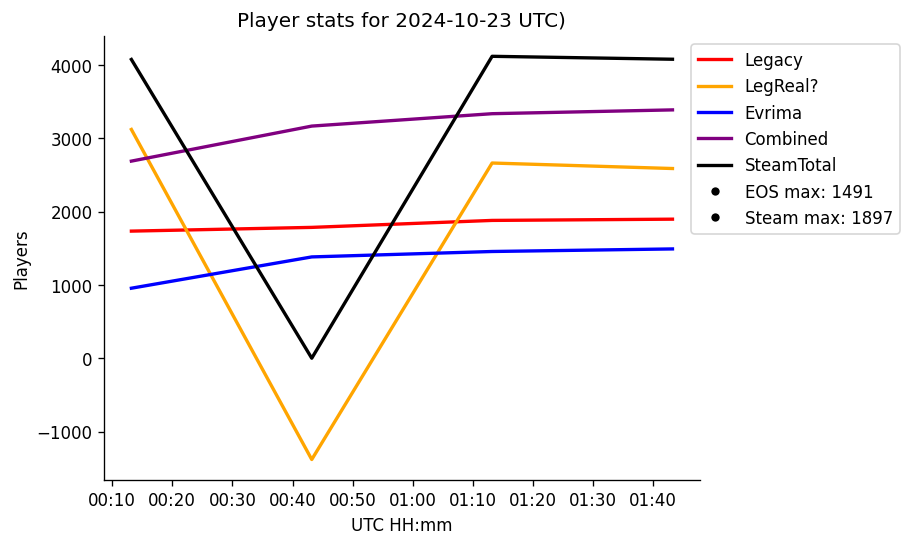 Player stats for 2024-10-23 UTC)
Legacy
LegReal?
Evrima
Combined
SteamTotal
EOS max: 1491
Steam max: 1897
4000
3000
2000
1000
0
−1000
Players
00:10 00:20 00:30 00:40 00:50 01:00 01:10 01:20 01:30 01:40
UTC HH:mm